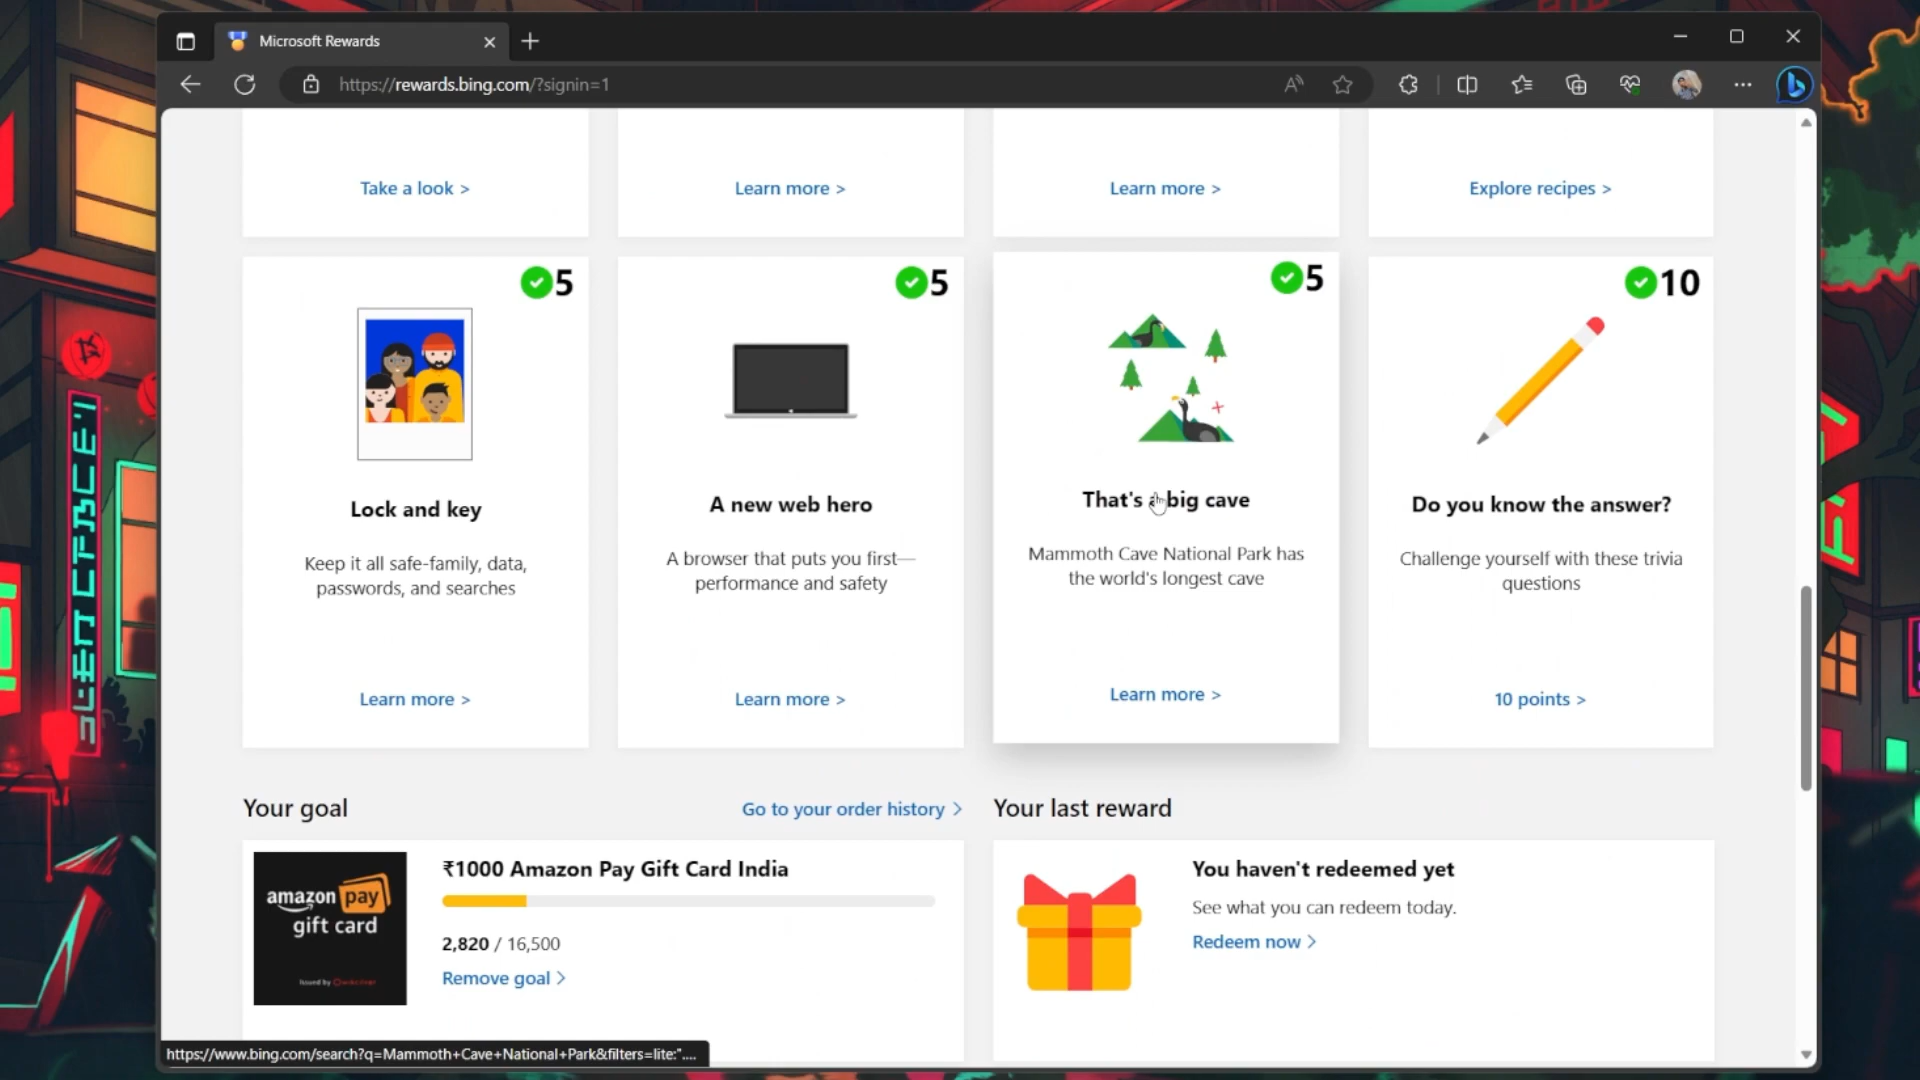 Microsoft Rewards
https://rewards.bing.com/?signin=1
Take a look >
Learn more >
Learn more >
Explore recipes >
5
5
5
10
Lock and key
Keep it all safe-family, data,
passwords, and searches
Learn more >
A new web hero
A browser that puts you first—
performance and safety
Learn more >
That's a big cave
Mammoth Cave National Park has
the world's longest cave
Learn more >
Do you know the answer?
Challenge yourself with these trivia
questions
10 points >
Your goal
Go to your order history >
amazon pay
gift card
Issued by
₹1000 Amazon Pay Gift Card India
2,820 / 16,500
Remove goal >
Your last reward
You haven't redeemed yet
See what you can redeem today.
Redeem now >
https://www.bing.com/search?q=Mammoth+Cave+National+Park&filters=lite:"....